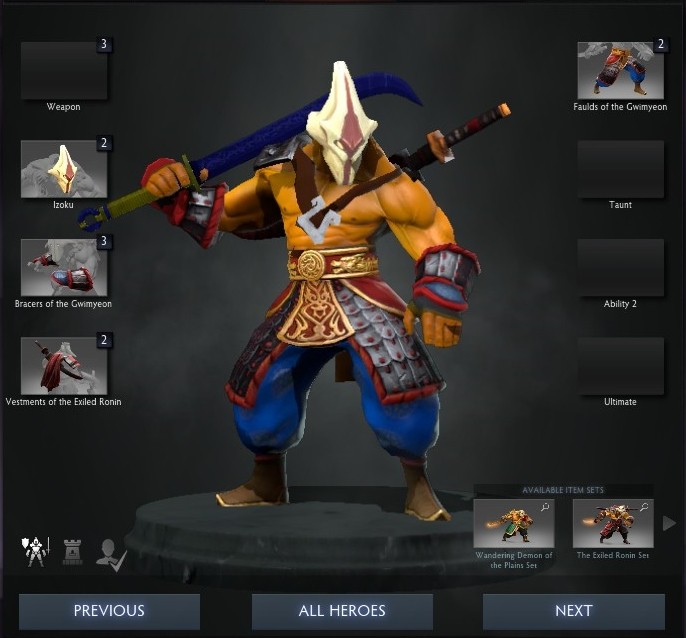 3
Weapon
2
Izoku
3
Bracers of the Gwimyeon
2
Vestments of the Exiled Ronin
2
Faulds of the Gwimyeon
Taunt
Ability 2
Ultimate
AVAILABLE ITEM SETS
Wandering Demon of
the Plains Set
The Exiled Ronin Set
PREVIOUS
ALL HEROES
NEXT